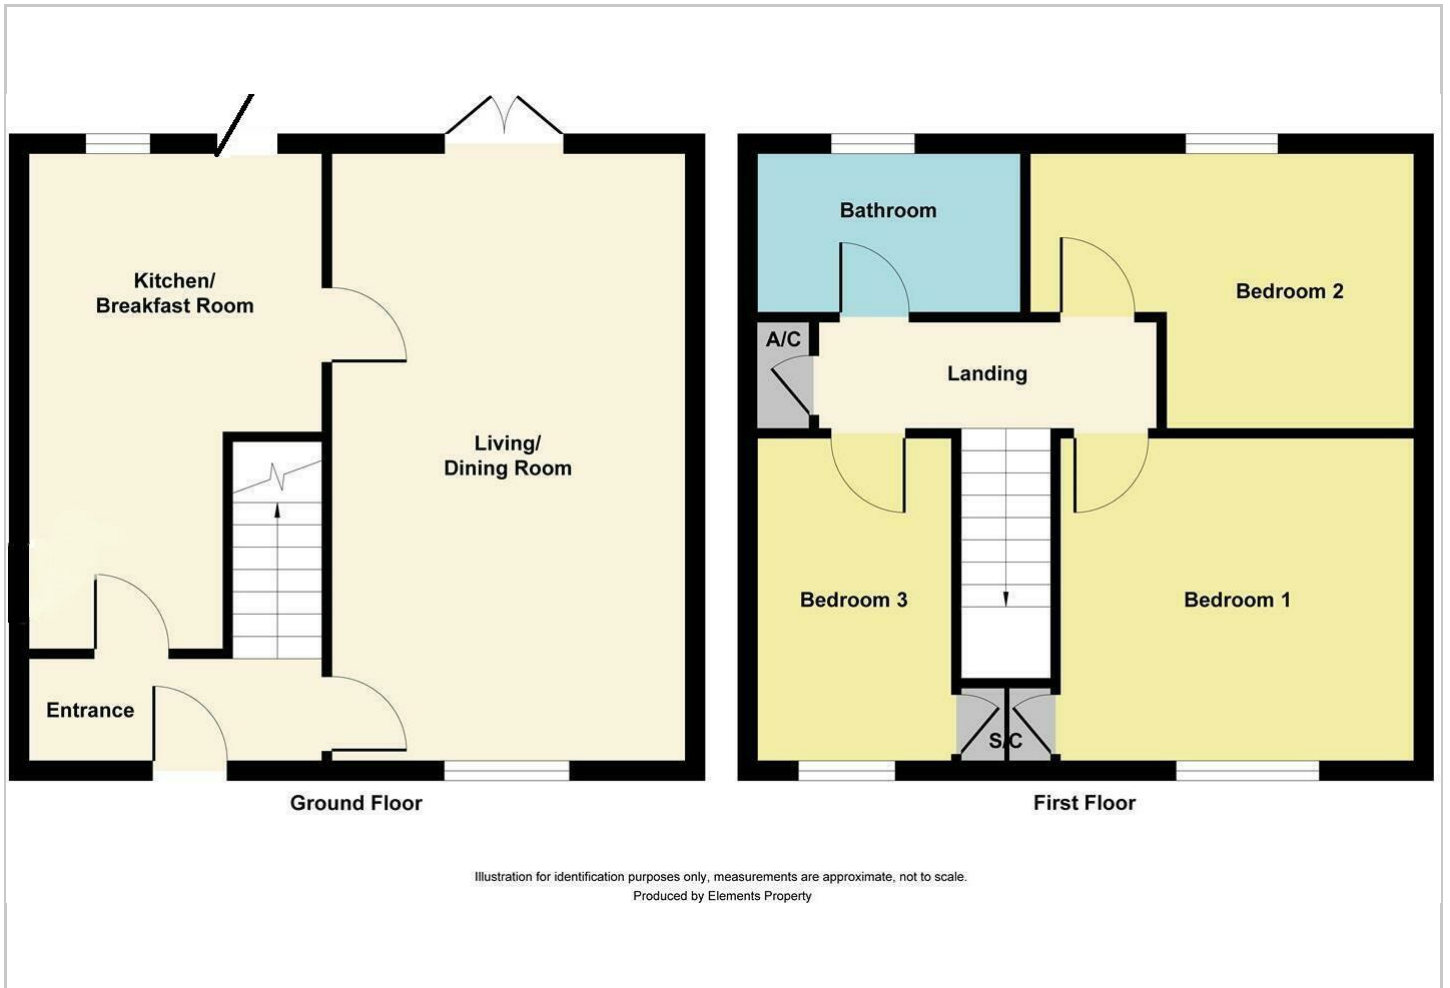 Kitchen/
Breakfast Room
Living/
Dining Room
Entrance
Ground Floor
Bathroom
Bedroom 2
A/C
Landing
Bedroom 3
Bedroom 1
S/C
First Floor
Illustration for identification purposes only, measurements are approximate, not to scale.
Produced by Elements Property